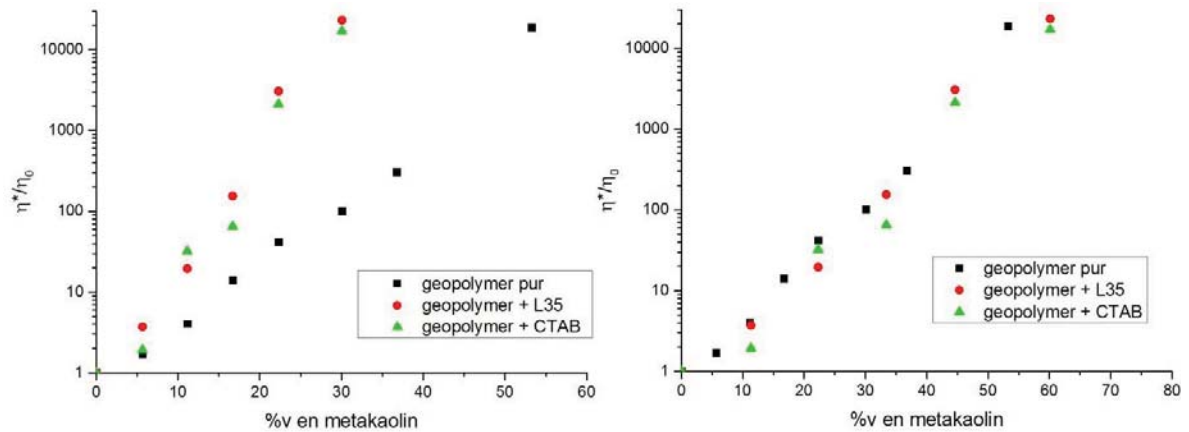 10000
1000
100
10
1
η*/η₀
0
10
20
30
40
50
60
%v en metakaolin
geopolymer pur
geopolymer + L35
geopolymer + CTAB
10000
1000
100
10
1
η*/η₀
0
10
20
30
40
50
60
70
80
%v en metakaolin
geopolymer pur
geopolymer + L35
geopolymer + CTAB